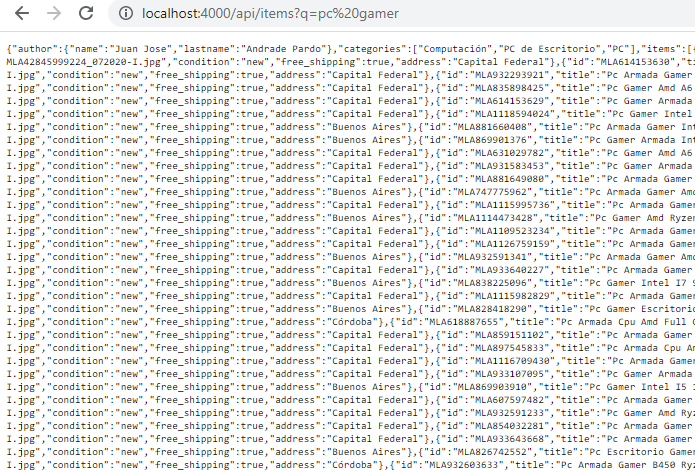 localhost:4000/api/items?q=pc%20gamer
{"author":{"name":"Juan Jose","lastname":"Andrade Pardo"},"categories":["Computación","PC de Escritorio","PC"],"items":[{
MLA42845999224_072020-I.jpg","condition":"new","free_shipping":true,"address":"Capital Federal"},{"id":"MLA614153630","ti
I.jpg","condition":"new","free_shipping":true,"address":"Capital Federal"},{"id":"MLA932293921","title":"Pc Armada Gamer
I.jpg","condition":"new","free_shipping":true,"address":"Capital Federal"},{"id":"MLA835898425","title":"Pc Gamer Amd A6
I.jpg","condition":"new","free_shipping":true,"address":"Capital Federal"},{"id":"MLA614153629","title":"Pc Armada Gamer
I.jpg","condition":"new","free_shipping":true,"address":"Capital Federal"},{"id":"MLA1118594024","title":"Pc Gamer Intel
I.jpg","condition":"new","free_shipping":true,"address":"Buenos Aires"},{"id":"MLA881660408","title":"Pc Armada Gamer Int
I.jpg","condition":"new","free_shipping":true,"address":"Buenos Aires"},{"id":"MLA869901376","title":"Pc Gamer Armada Int
I.jpg","condition":"new","free_shipping":true,"address":"Capital Federal"},{"id":"MLA631029782","title":"Pc Gamer Amd A6
I.jpg","condition":"new","free_shipping":true,"address":"Capital Federal"},{"id":"MLA931583453","title":"Pc Gamer Armada
I.jpg","condition":"new","free_shipping":true,"address":"Capital Federal"},{"id":"MLA881649080","title":"Pc Armada Gamer
I.jpg","condition":"new","free_shipping":true,"address":"Buenos Aires"},{"id":"MLA747775962","title":"Pc Armada Gamer Amd
I.jpg","condition":"new","free_shipping":true,"address":"Capital Federal"},{"id":"MLA1115995736","title":"Pc Armada Game
I.jpg","condition":"new","free_shipping":true,"address":"Buenos Aires"},{"id":"MLA1114473428","title":"Pc Gamer Amd Ryzen
I.jpg","condition":"new","free_shipping":true,"address":"Capital Federal"},{"id":"MLA1109523234","title":"Pc Armada Game
I.jpg","condition":"new","free_shipping":true,"address":"Capital Federal"},{"id":"MLA1126759159","title":"Pc Armada Game
I.jpg","condition":"new","free_shipping":true,"address":"Buenos Aires"},{"id":"MLA932591341","title":"Pc Armada Gamer Amd
I.jpg","condition":"new","free_shipping":true,"address":"Capital Federal"},{"id":"MLA933640227","title":"Pc Armada Gamer
I.jpg","condition":"new","free_shipping":true,"address":"Capital Federal"},{"id":"MLA838225096","title":"Pc Gamer Intel I7 9
I.jpg","condition":"new","free_shipping":true,"address":"Capital Federal"},{"id":"MLA1115982829","title":"Pc Armada Game
I.jpg","condition":"new","free_shipping":true,"address":"Buenos Aires"},{"id":"MLA828418290","title":"Pc Gamer Escritorio
I.jpg","condition":"new","free_shipping":true,"address":"Córdoba"},{"id":"MLA618887655","title":"Pc Armada Cpu Amd Full C
I.jpg","condition":"new","free_shipping":true,"address":"Capital Federal"},{"id":"MLA859151102","title":"Pc Armada Gamer
I.jpg","condition":"new","free_shipping":true,"address":"Capital Federal"},{"id":"MLA897545833","title":"Pc Armada Cpu Am
I.jpg","condition":"new","free_shipping":true,"address":"Capital Federal"},{"id":"MLA1116709430","title":"Pc Armada Game
I.jpg","condition":"new","free_shipping":true,"address":"Capital Federal"},{"id":"MLA933107095","title":"Pc Gamer Armada
I.jpg","condition":"new","free_shipping":true,"address":"Buenos Aires"},{"id":"MLA869903910","title":"Pc Gamer Intel I5 1
I.jpg","condition":"new","free_shipping":true,"address":"Capital Federal"},{"id":"MLA607597482","title":"Pc Armada Gamer
I.jpg","condition":"new","free_shipping":true,"address":"Capital Federal"},{"id":"MLA932591233","title":"Pc Gamer Amd Ryz
I.jpg","condition":"new","free_shipping":true,"address":"Capital Federal"},{"id":"MLA854032281","title":"Pc Armada Gamer
I.jpg","condition":"new","free_shipping":true,"address":"Capital Federal"},{"id":"MLA933643668","title":"Pc Armada Gamer
I.jpg","condition":"new","free_shipping":true,"address":"Buenos Aires"},{"id":"MLA826742552","title":"Pc Escritorio Gamer
I.jpg","condition":"new","free_shipping":true,"address":"Córdoba"},{"id":"MLA932603633","title":"Pc Armada Gamer B450